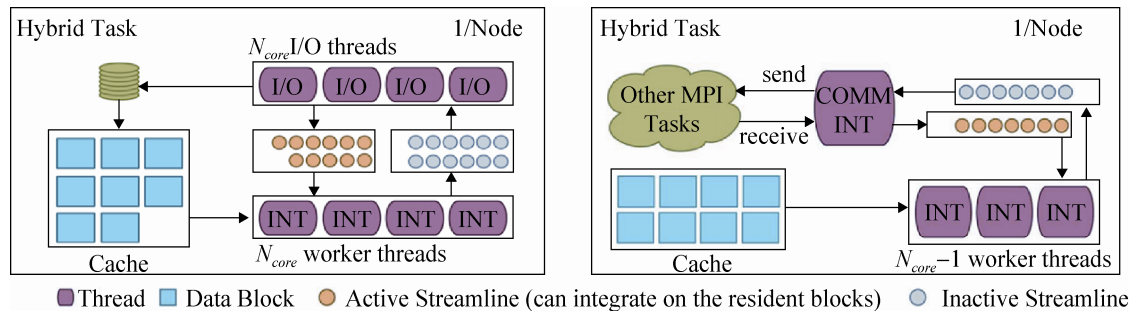 Hybrid Task 1/Node
N_core I/O threads
I/O I/O I/O I/O
INT INT INT INT
Cache
N_core worker threads
Hybrid Task 1/Node
send
Other MPI
Tasks
COMM
INT
receive
INT INT INT
Cache
N_core−1 worker threads
Thread Data Block Active Streamline (can integrate on the resident blocks) Inactive Streamline